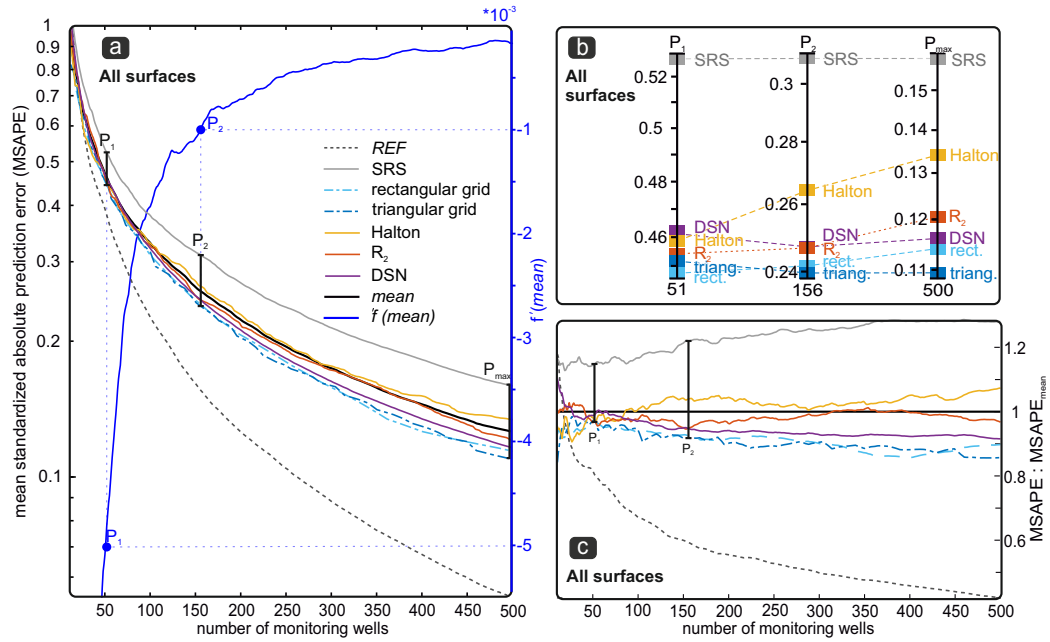 *10⁻³
a
All surfaces
mean standardized absolute prediction error (MSAPE)
1
0.9
0.8
0.7
0.6
0.5
0.4
0.3
0.2
0.1
P₁
P₂
P₂
P_max
P₁
REF
SRS
rectangular grid
triangular grid
Halton
R₂
DSN
mean
f´(mean)
-1
-2
-3
-4
-5
f´(mean)
50 100 150 200 250 300 350 400 450 500
number of monitoring wells
b
All
surfaces
P₁ P₂ P_max
0.52
0.5
0.48
0.46
SRS
DSN
Halton
R₂
triang.
rect.
51
0.3
0.28
0.26
0.24
SRS
Halton
DSN
R₂
rect.
triang.
156
0.15
0.14
0.13
0.12
0.11
SRS
Halton
R₂
DSN
rect.
triang.
500
P₁
P₂
1.2
1
0.8
0.6
MSAPE : MSAPE_mean
c
All surfaces
50 100 150 200 250 300 350 400 450 500
number of monitoring wells